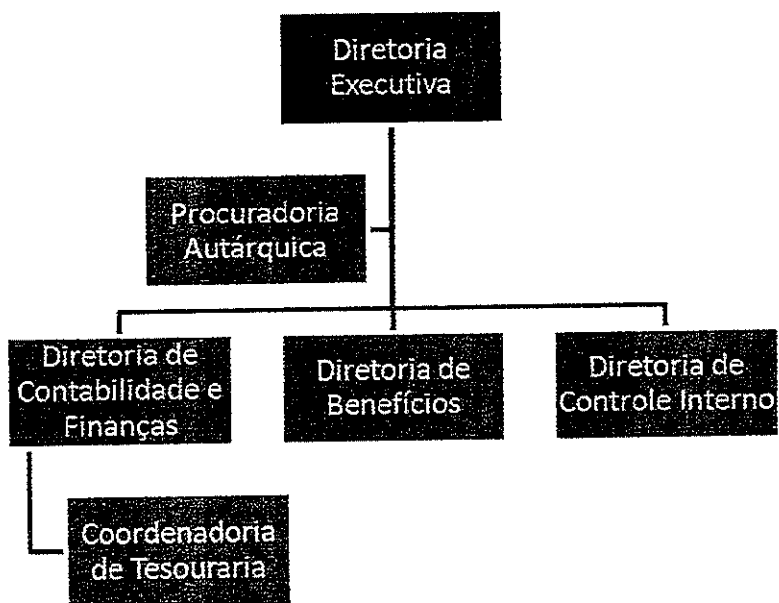 Diretoria
Executiva
Procuradoria
Autárquica
Diretoria de
Contabilidade e
Finanças
Diretoria de
Benefícios
Diretoria de
Controle Interno
Coordenadoria
de Tesouraria